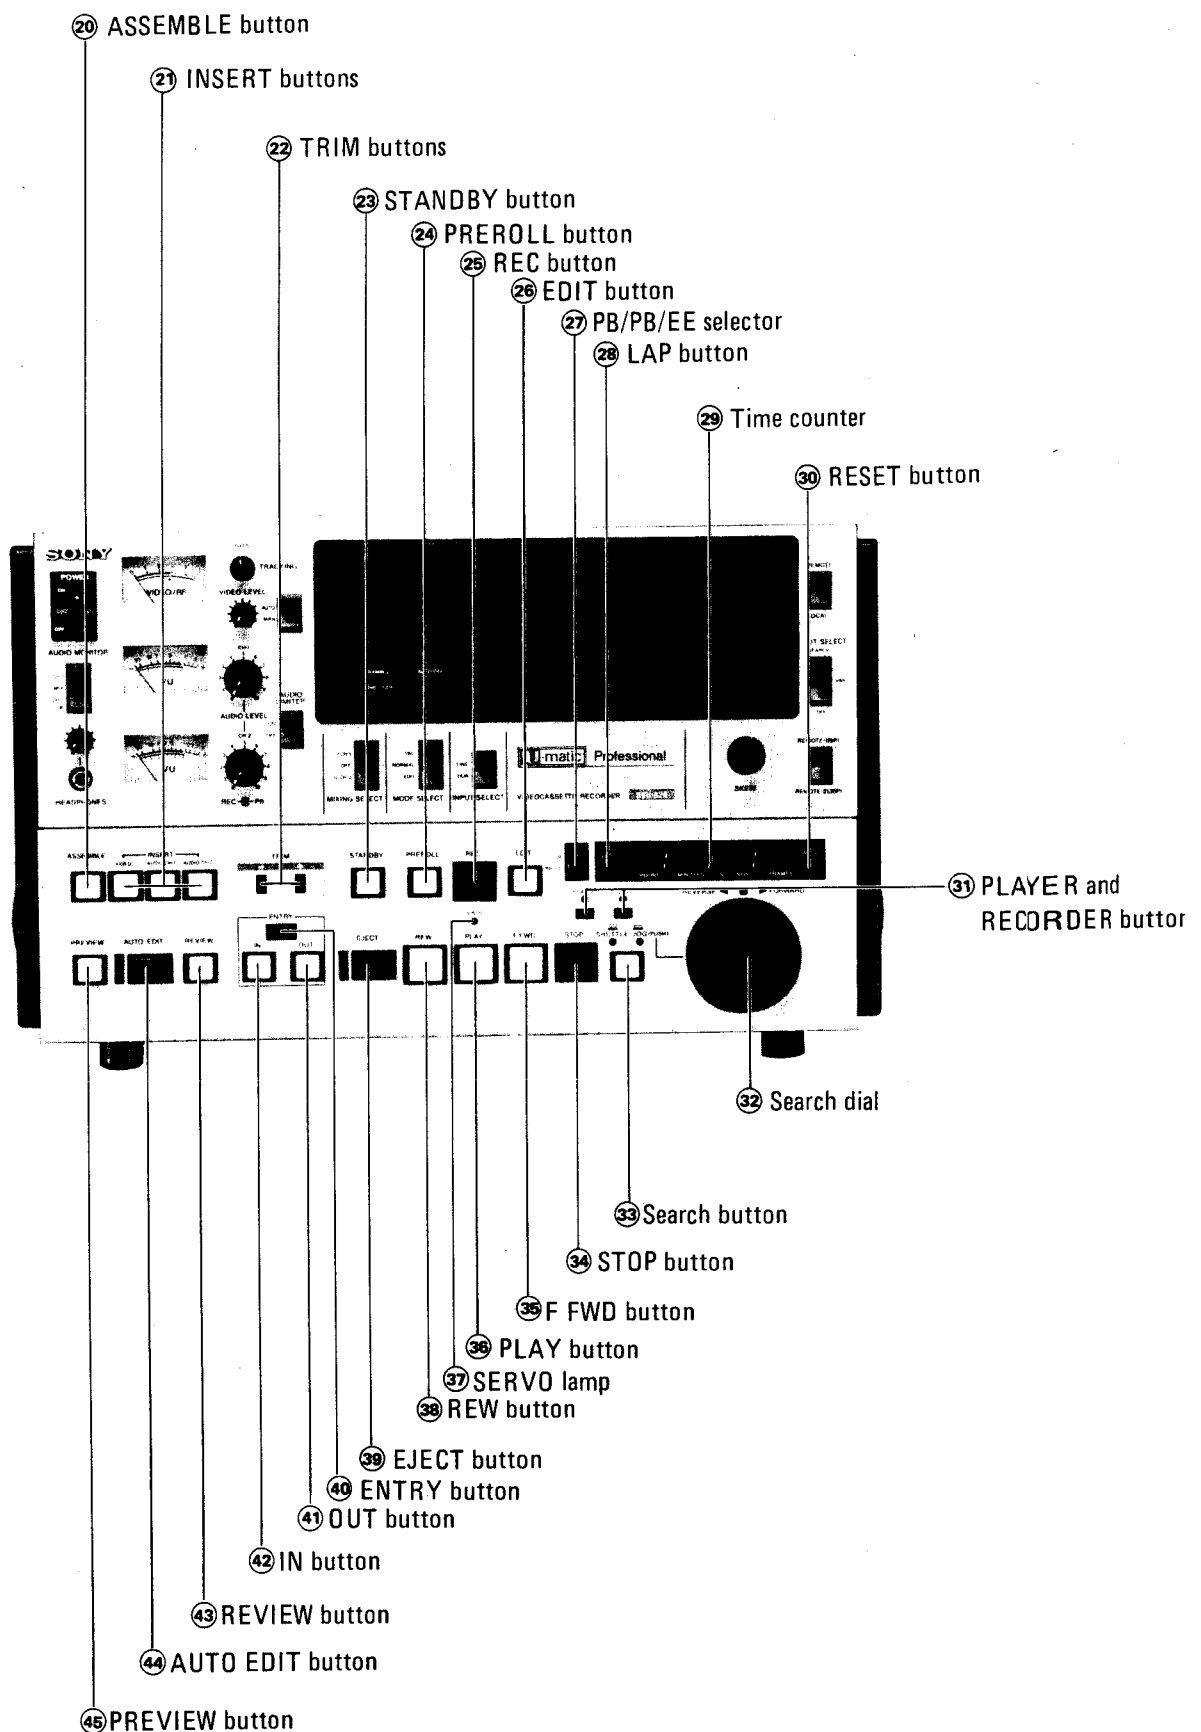 20 ASSEMBLE button
21 INSERT buttons
22 TRIM buttons
23 STANDBY button
24 PREROLL button
25 REC button
26 EDIT button
27 PB/PB/EE selector
28 LAP button
29 Time counter
30 RESET button
SONY
POWER
TRACKING
VIDEO/RF
VIDEO LEVEL
AUDIO MONITOR
VU
AUDIO LIMITER
AUDIO LEVEL
CH 2
VU
HEADPHONES
REC PB
MIXING SELECT
MODE SELECT
INPUT SELECT
U-matic Professional
VIDEOCASSETTE RECORDER
ASSEMBLE
INSERT
TRIM
STANDBY
PREROLL
EDIT
REVERSE FORWARD
31 PLAYER and
RECORDER button
PREVIEW
AUTO EDIT
REVIEW
ENTRY
IN
OUT
EJECT
REW
PLAY
F FWD
STOP
SHUTTLE
32 Search dial
33 Search button
34 STOP button
35 F FWD button
36 PLAY button
37 SERVO lamp
38 REW button
39 EJECT button
40 ENTRY button
41 OUT button
42 IN button
43 REVIEW button
44 AUTO EDIT button
45 PREVIEW button